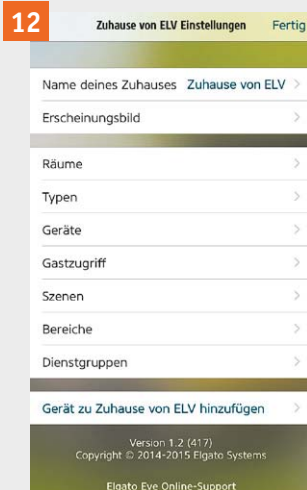 12
Zuhause von ELV Einstellungen Fertig
Name deines Zuhauses Zuhause von ELV
Erscheinungsbild
Räume
Typen
Geräte
Gastzugriff
Szenen
Bereiche
Dienstgruppen
Gerät zu Zuhause von ELV hinzufügen
Version 1.2 (417)
Copyright © 2014-2015 Elgato Systems
Elgato Eve Online-Support